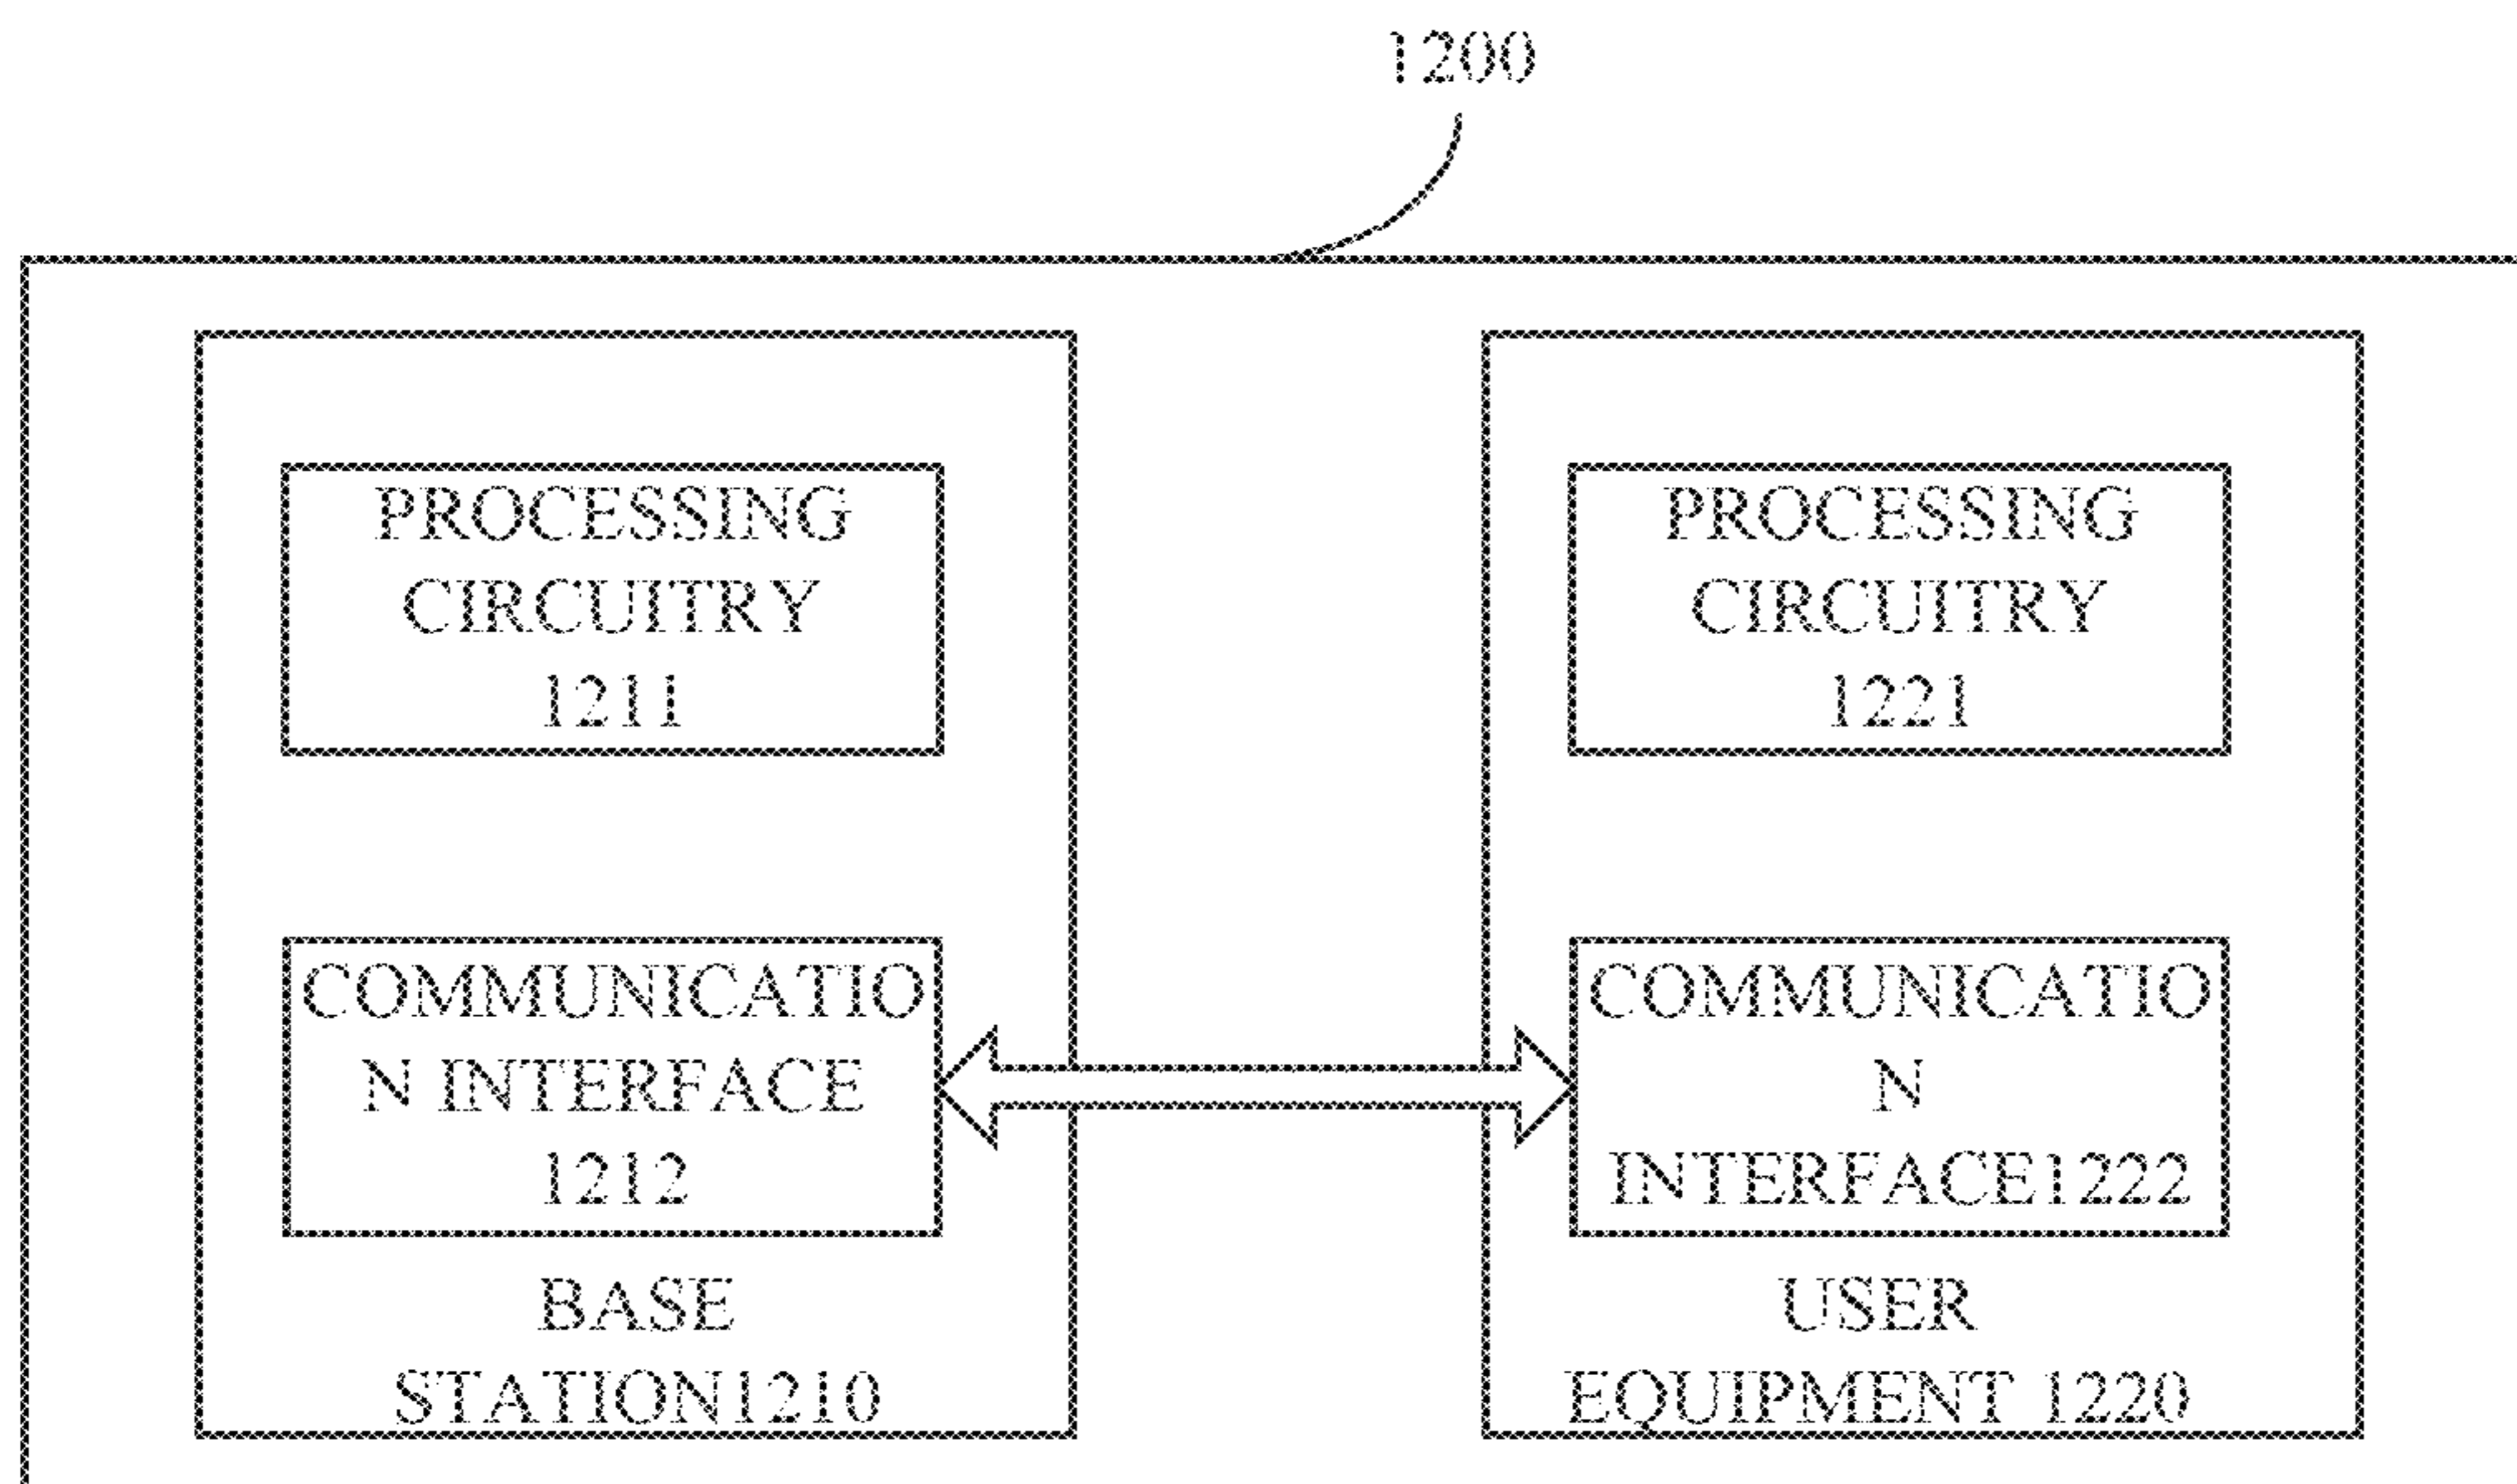 1200
PROCESSING
CIRCUITRY
1211
COMMUNICATIO
N INTERFACE
1212
BASE
STATION1210
PROCESSING
CIRCUITRY
1221
COMMUNICATIO
N
INTERFACE1222
USER
EQUIPMENT 1220